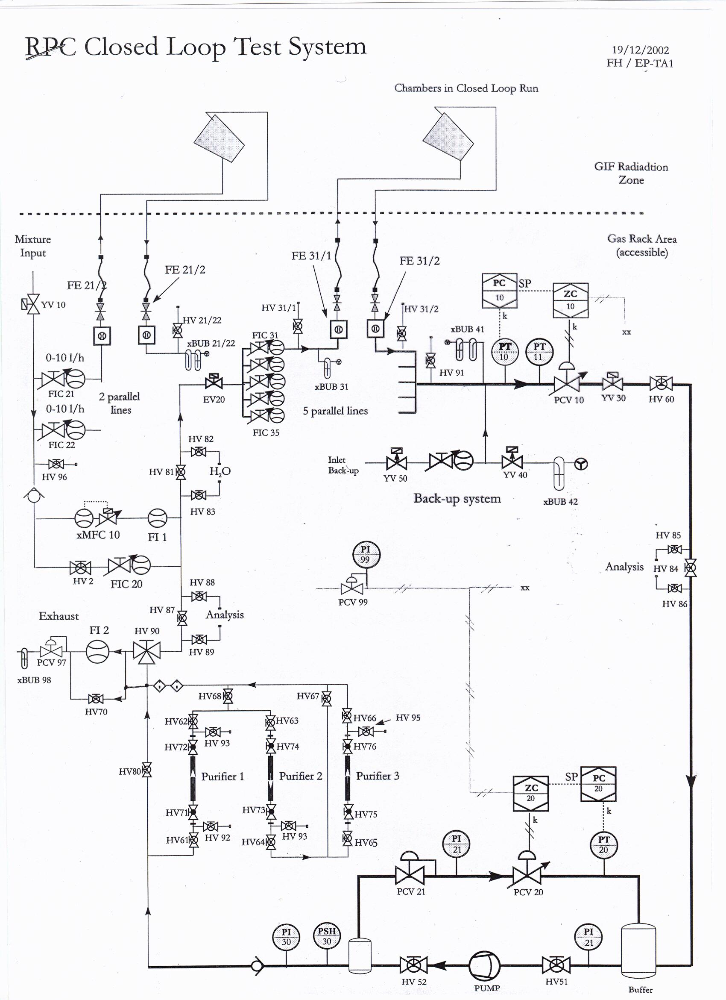 RPC Closed Loop Test System
19/12/2002
FH / EP-TA1
Chambers in Closed Loop Run
GIF Radiadtion
Zone
Mixture
Input
Gas Rack Area
(accessible)
FE 31/1
FE 31/2
FE 21/2
FE 21/2
YV 10
PC
10
SP
ZC
10
k
k
xx
HV 31/1
HV 31/2
HV 21/22
xBUB 21/22
xBUB 41
FIC 31
PT
10
PT
11
0-10 l/h
FIC 21
2 parallel
lines
0-10 l/h
FIC 22
EV20
xBUB 31
5 parallel lines
FIC 35
HV 91
PCV 10
YV 30
HV 60
HV 82
HV 81
H2O
HV 83
HV 96
Inlet
Back-up
YV 50
YV 40
xBUB 42
Back-up system
xMFC 10
FI 1
HV 2
FIC 20
PI
99
PCV 99
xx
HV 85
Analysis
HV 84
HV 86
HV 88
HV 87
Analysis
HV 89
Exhaust
FI 2
HV 90
PCV 97
xBUB 98
HV70
HV68
HV67
HV62
HV63
HV66
HV 95
HV 93
HV72
HV74
HV76
HV80
Purifier 1
Purifier 2
Purifier 3
HV71
HV73
HV75
HV 92
HV 93
HV61
HV64
HV65
ZC
20
SP
PC
20
k
k
PI
21
PT
20
PCV 21
PCV 20
PI
30
PSH
30
PI
21
HV 52
PUMP
HV51
Buffer